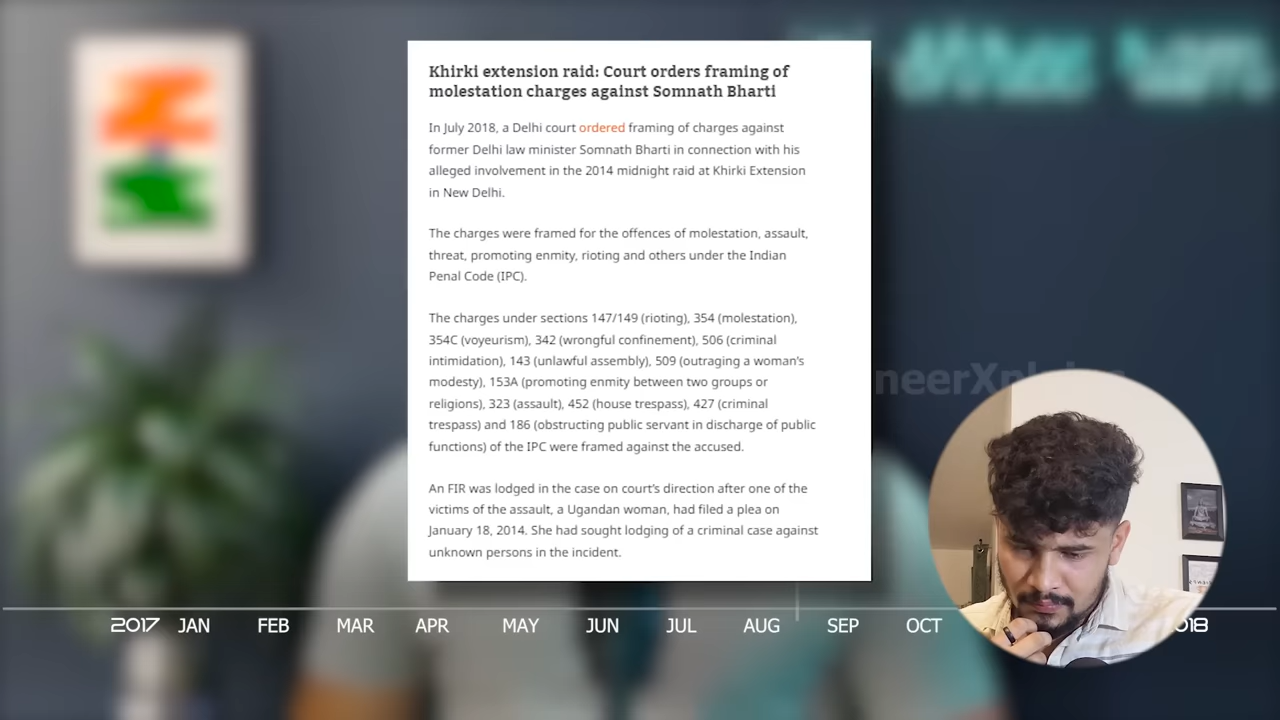 Khirki extension raid: Court orders framing of
molestation charges against Somnath Bharti
In July 2018, a Delhi court ordered framing of charges against
former Delhi law minister Somnath Bharti in connection with his
alleged involvement in the 2014 midnight raid at Khirki Extension
in New Delhi.
The charges were framed for the offences of molestation, assault,
threat, promoting enmity, rioting and others under the Indian
Penal Code (IPC).
The charges under sections 147/149 (rioting), 354 (molestation),
354C (voyeurism), 342 (wrongful confinement), 506 (criminal
intimidation), 143 (unlawful assembly), 509 (outraging a woman's
modesty), 153A (promoting enmity between two groups or
religions), 323 (assault), 452 (house trespass), 427 (criminal
trespass) and 186 (obstructing public servant in discharge of public
functions) of the IPC were framed against the accused.
An FIR was lodged in the case on court's direction after one of the
victims of the assault, a Ugandan woman, had filed a plea on
January 18, 2014. She had sought lodging of a criminal case against
unknown persons in the incident.
2017 JAN FEB MAR APR MAY JUN JUL AUG SEP OCT